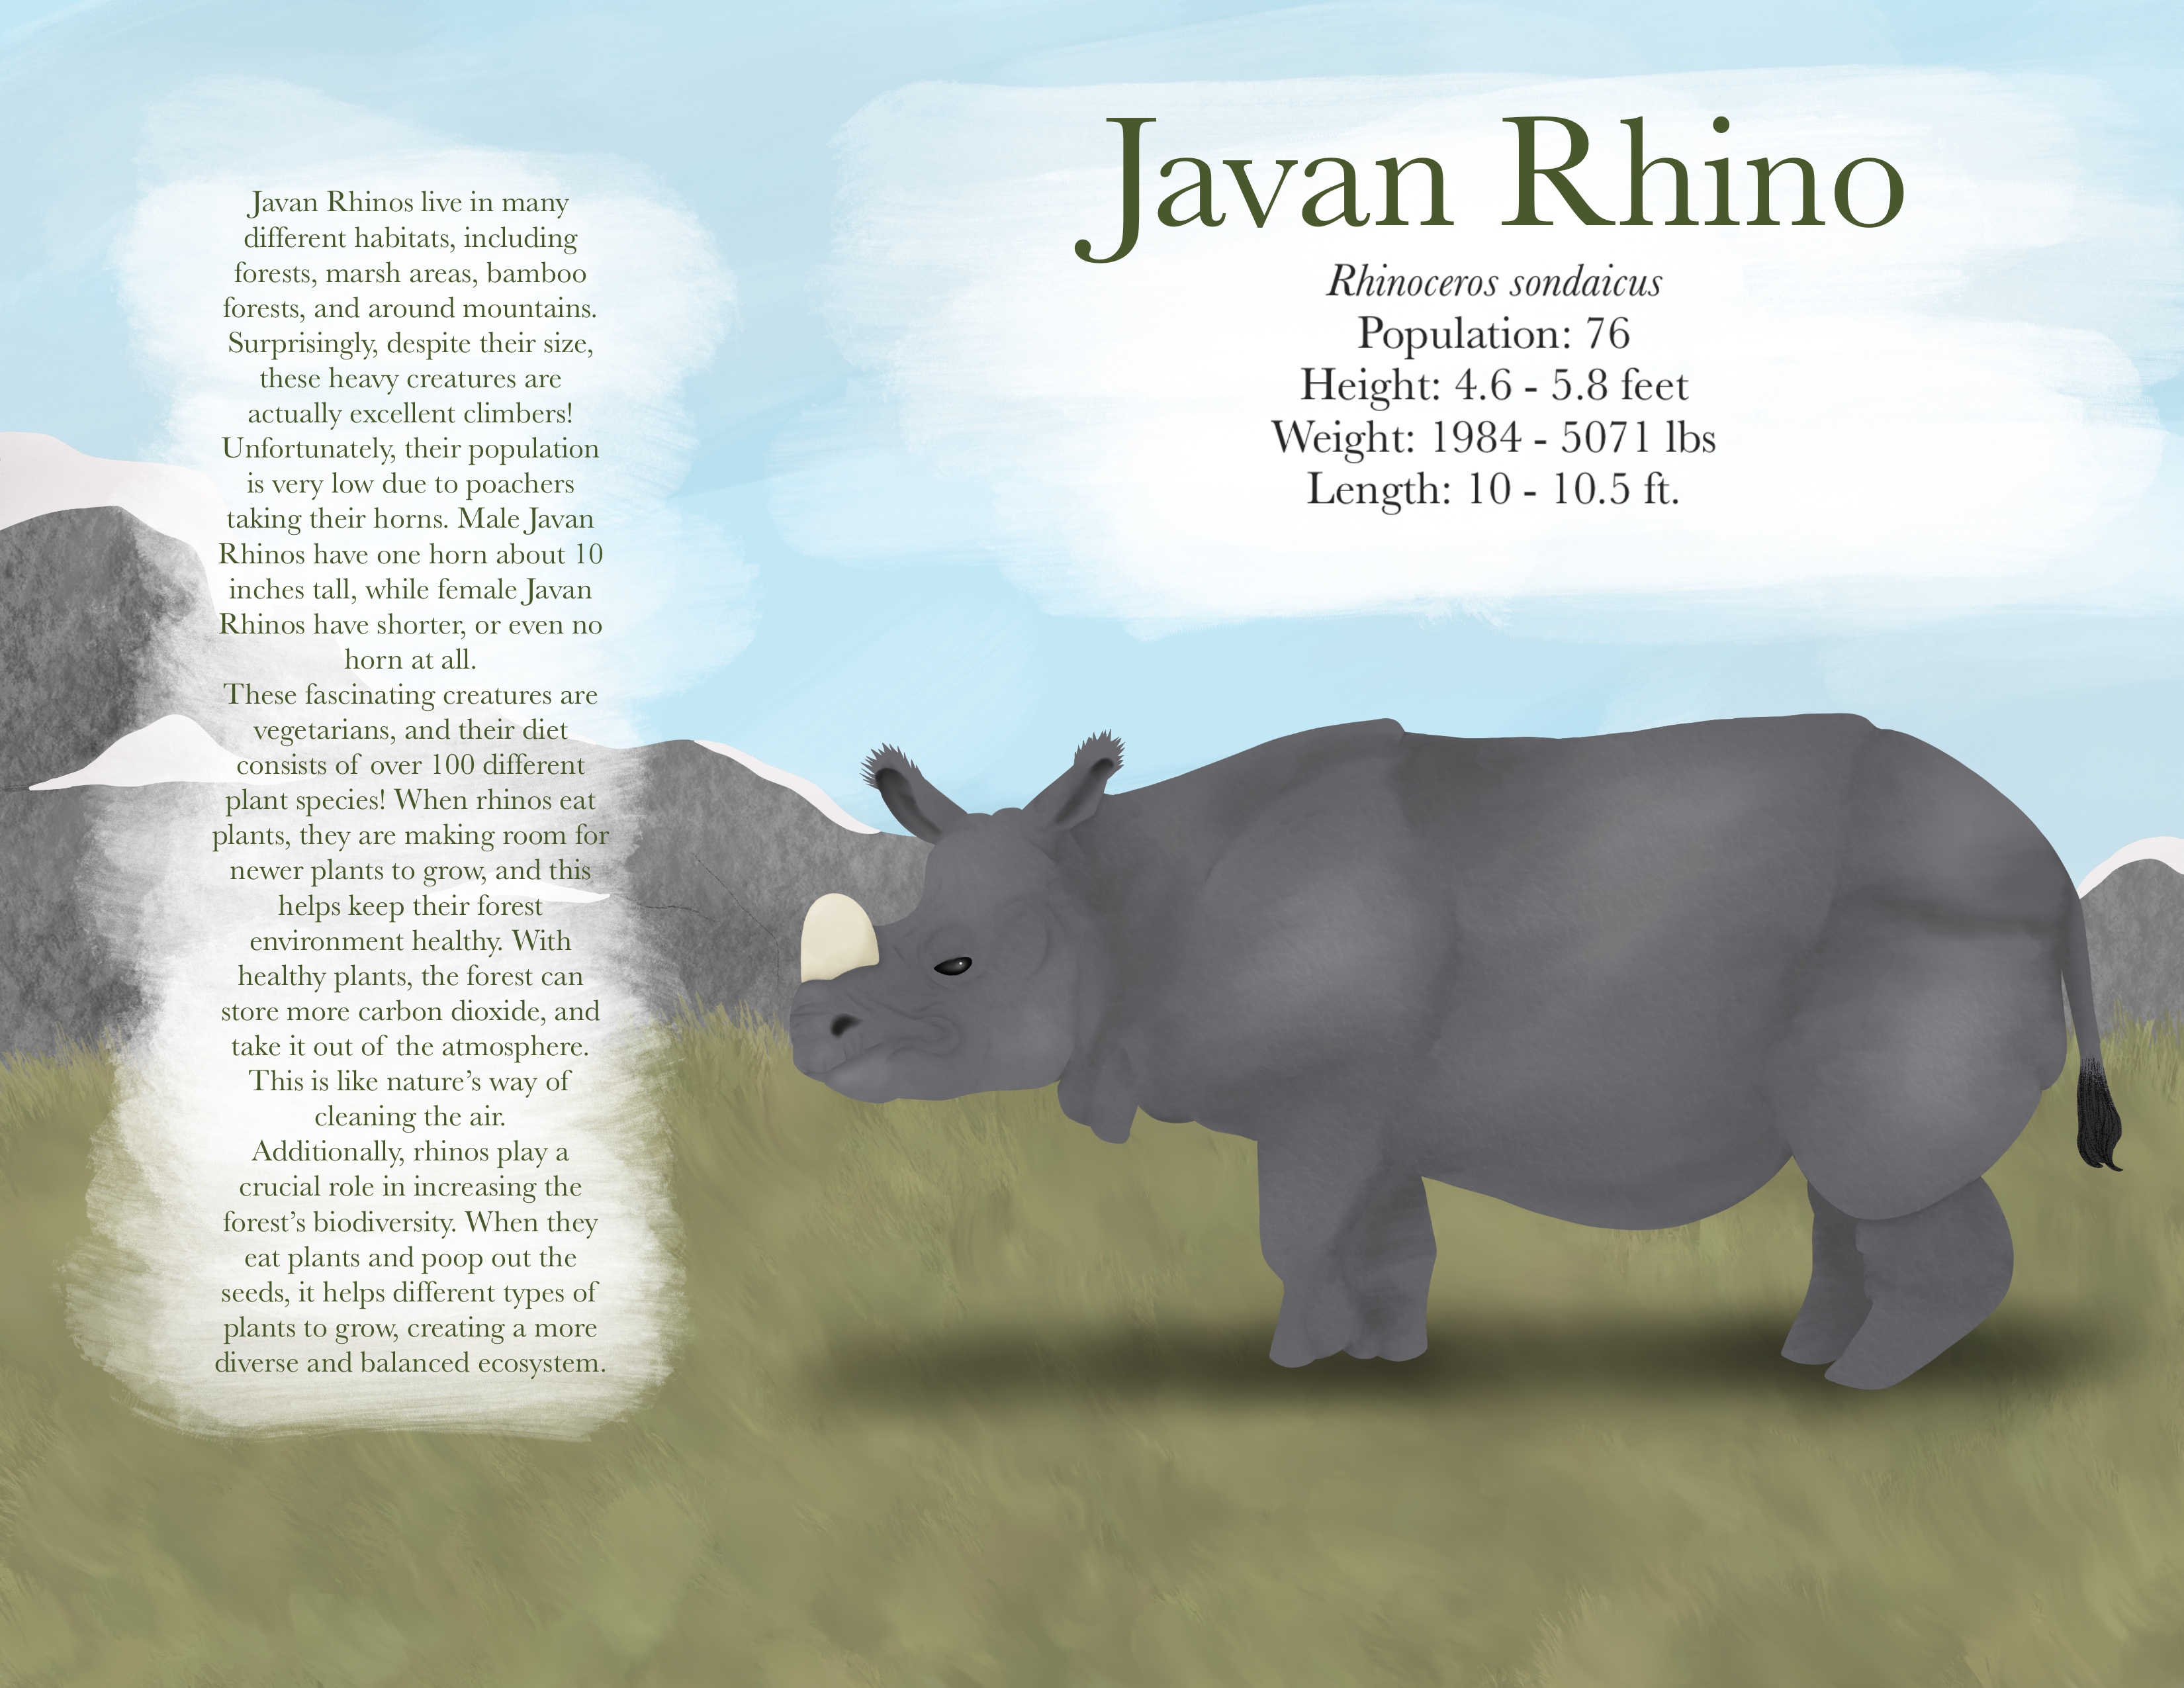 Javan Rhino
Rhinoceros sondaicus
Population: 76
Height: 4.6 - 5.8 feet
Weight: 1984 - 5071 lbs
Length: 10 - 10.5 ft.
Javan Rhinos live in many
different habitats, including
forests, marsh areas, bamboo
forests, and around mountains.
Surprisingly, despite their size,
these heavy creatures are
actually excellent climbers!
Unfortunately, their population
is very low due to poachers
taking their horns. Male Javan
Rhinos have one horn about 10
inches tall, while female Javan
Rhinos have shorter, or even no
horn at all.
These fascinating creatures are
vegetarians, and their diet
consists of over 100 different
plant species! When rhinos eat
plants, they are making room for
newer plants to grow, and this
helps keep their forest
environment healthy. With
healthy plants, the forest can
store more carbon dioxide, and
take it out of the atmosphere.
This is like nature’s way of
cleaning the air.
Additionally, rhinos play a
crucial role in increasing the
forest’s biodiversity. When they
eat plants and poop out the
seeds, it helps different types of
plants to grow, creating a more
diverse and balanced ecosystem.